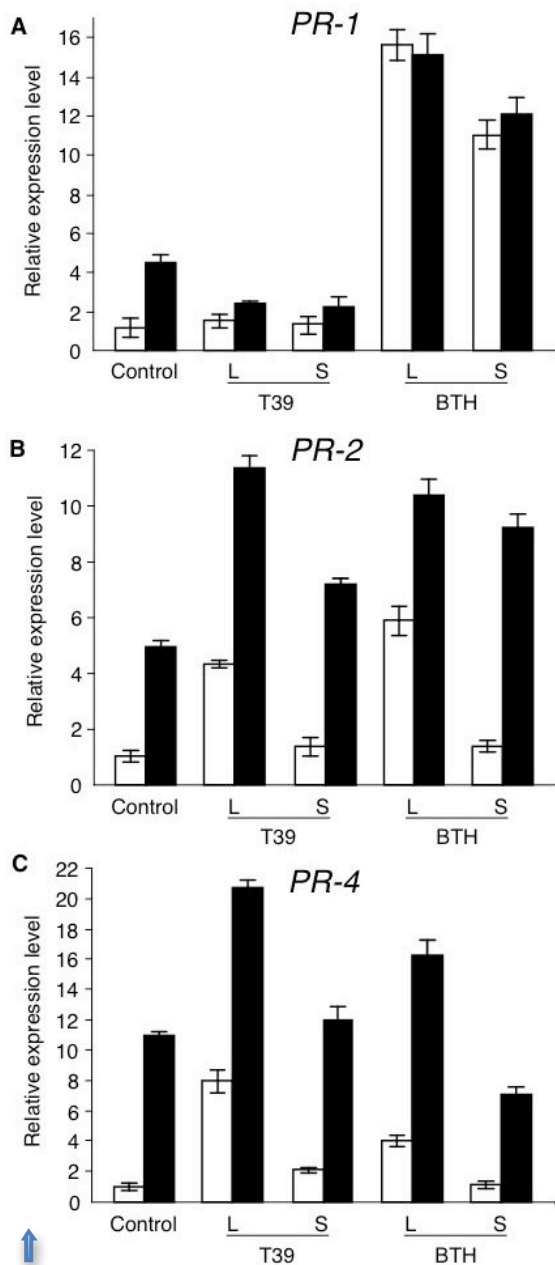 A
PR-1
Relative expression level
16
14
12
10
8
6
4
2
0
Control
L
S
L
S
T39
BTH
B
PR-2
Relative expression level
12
10
8
6
4
2
0
Control
L
S
L
S
T39
BTH
C
PR-4
Relative expression level
22
20
18
16
14
12
10
8
6
4
2
0
Control
L
S
L
S
T39
BTH